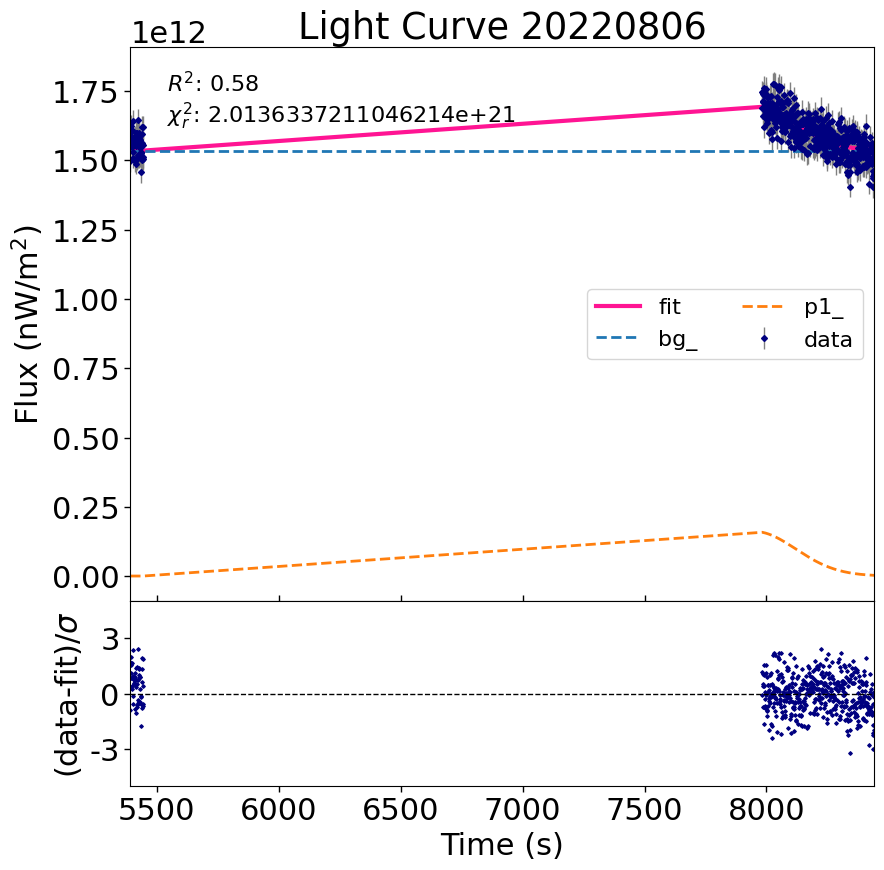 Light Curve 20220806
1e12
R²: 0.58
χ²ᵣ: 2.0136337211046214e+21
1.75
1.50
1.25
1.00
0.75
0.50
0.25
0.00
Flux (nW/m²)
fit
bg_
p1_
data
3
0
-3
(data-fit)/σ
5500 6000 6500 7000 7500 8000
Time (s)